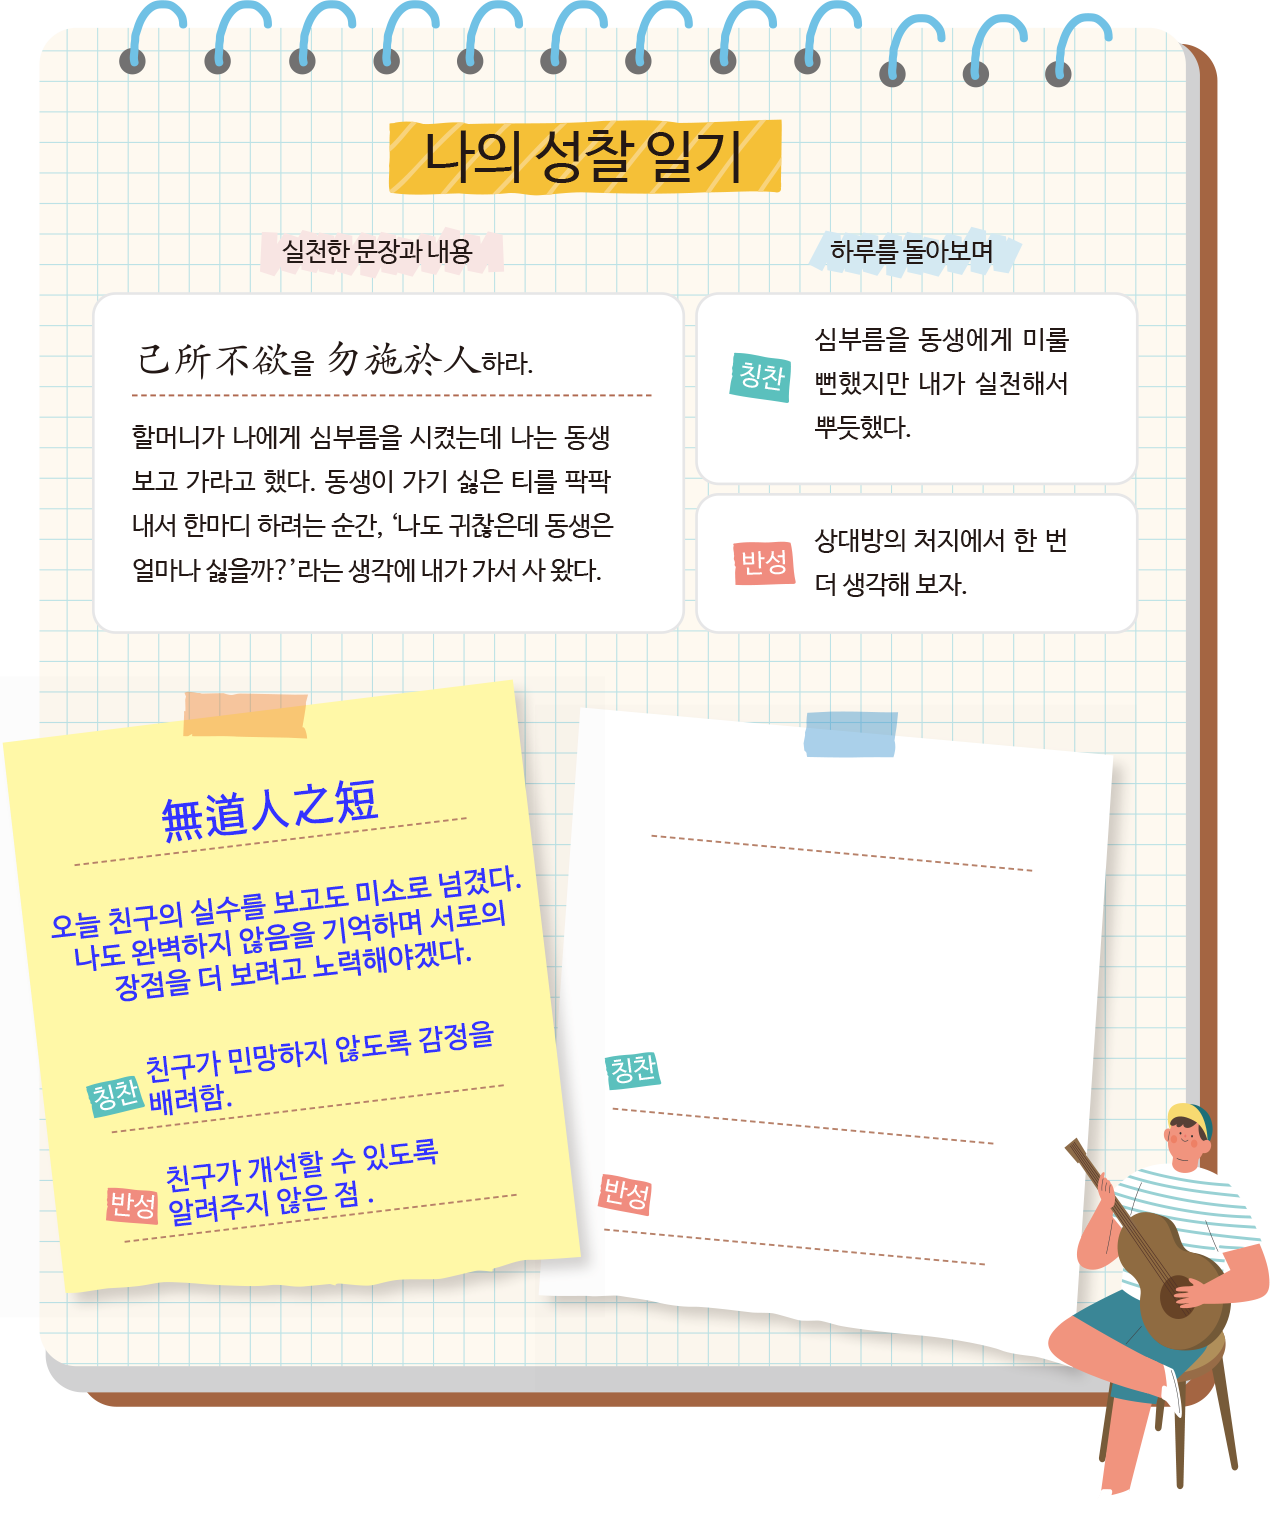 나의 성찰 일기
실천한 문장과 내용
己所不欲을 勿施於人하라.
할머니가 나에게 심부름을 시켰는데 나는 동생
보고 가라고 했다. 동생이 가기 싫은 티를 팍팍
내서 한마디 하려는 순간, ‘나도 귀찮은데 동생은
얼마나 싫을까?’라는 생각에 내가 가서 사 왔다.
하루를 돌아보며
칭찬
심부름을 동생에게 미룰
뻔했지만 내가 실천해서
뿌듯했다.
반성
상대방의 처지에서 한 번
더 생각해 보자.
無道人之短
오늘 친구의 실수를 보고도 미소로 넘겼다.
나도 완벽하지 않음을 기억하며 서로의
장점을 더 보려고 노력해야겠다.
칭찬
친구가 민망하지 않도록 감정을
배려함.
반성
친구가 개선할 수 있도록
알려주지 않은 점 .
칭찬
반성